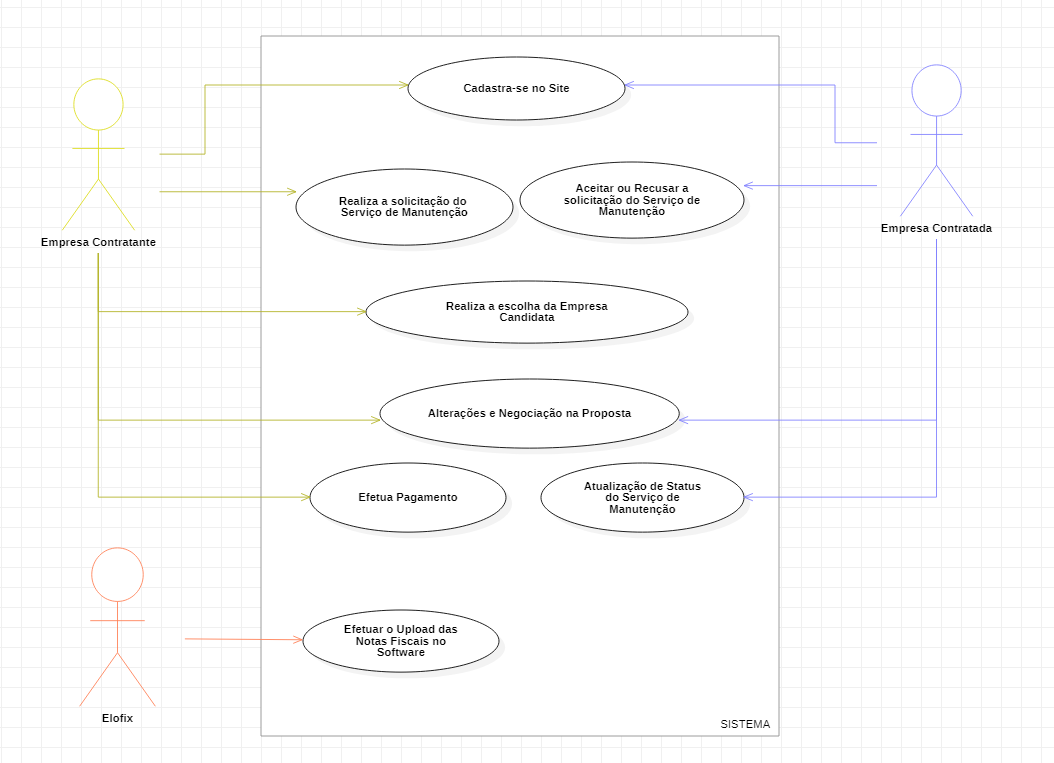 Cadastra-se no Site
Realiza a solicitação do
Serviço de Manutenção
Aceitar ou Recusar a
solicitação do Serviço de
Manutenção
Empresa Contratante
Empresa Contratada
Realiza a escolha da Empresa
Candidata
Alterações e Negociação na Proposta
Efetua Pagamento
Atualização de Status
do Serviço de
Manutenção
Efetuar o Upload das
Notas Fiscais no
Software
Elofix
SISTEMA